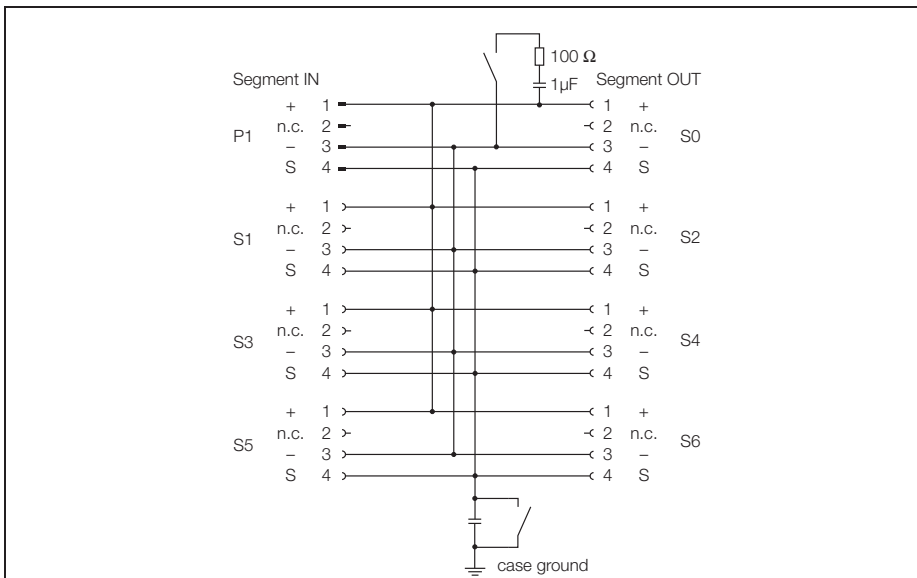 100 Ω
1µF
Segment IN Segment OUT
+ 1 1 +
n.c. 2 2 n.c.
P1 S0
– 3 3 –
S 4 4 S
+ 1 1 +
n.c. 2 2 n.c.
S1 S2
– 3 3 –
S 4 4 S
+ 1 1 +
n.c. 2 2 n.c.
S3 S4
– 3 3 –
S 4 4 S
+ 1 1 +
n.c. 2 2 n.c.
S5 S6
– 3 3 –
S 4 4 S
case ground